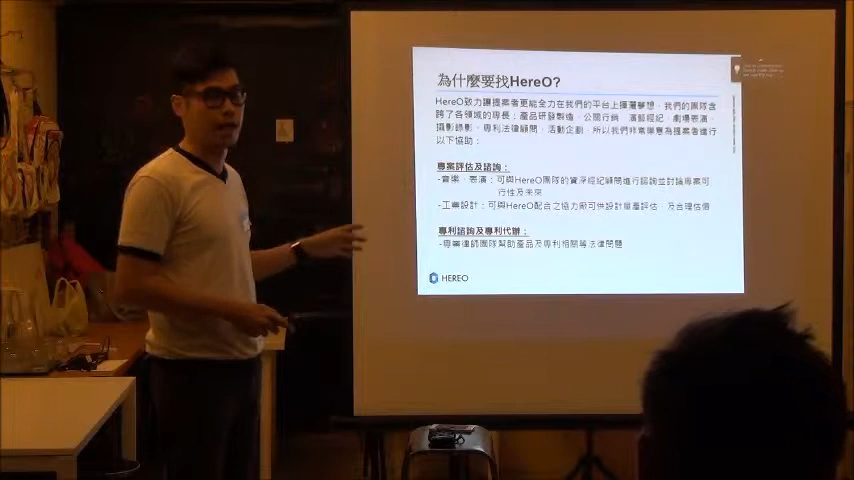 為什麼要找HereO?
HereO致力讓提案者更能全力在我們的平台上揮灑夢想，我們的團隊含
跨了各領域的專長：產品研發製造、公關行銷、演藝經紀、劇場表演、
攝影錄影、專利法律顧問、活動企劃，所以我們非常樂意為提案者進行
以下協助：
專案評估及諮詢：
-音樂、表演：可與HereO團隊的資深經紀顧問進行諮詢並討論專案可
行性及未來
-工業設計：可與HereO配合之協力廠可供設計量產評估，及合理估價
專利諮詢及專利代辦：
-專業律師團隊幫助產品及專利相關等法律問題
HEREO